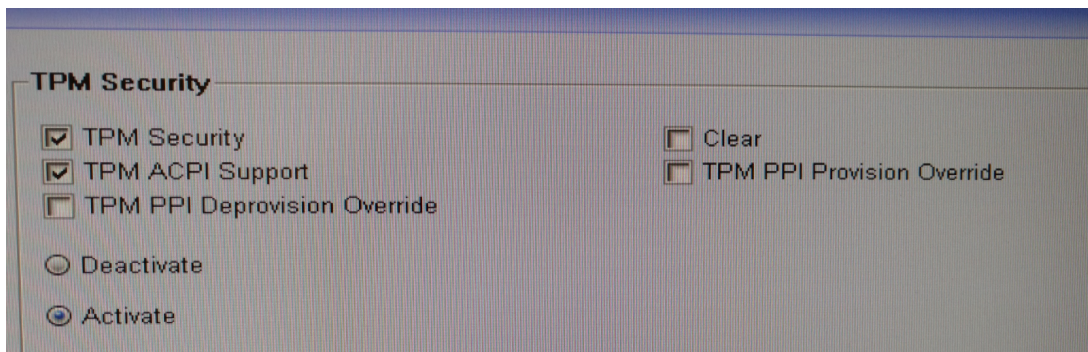 TPM Security
TPM Security
Clear
TPM ACPI Support
TPM PPI Provision Override
TPM PPI Deprovision Override
Deactivate
Activate